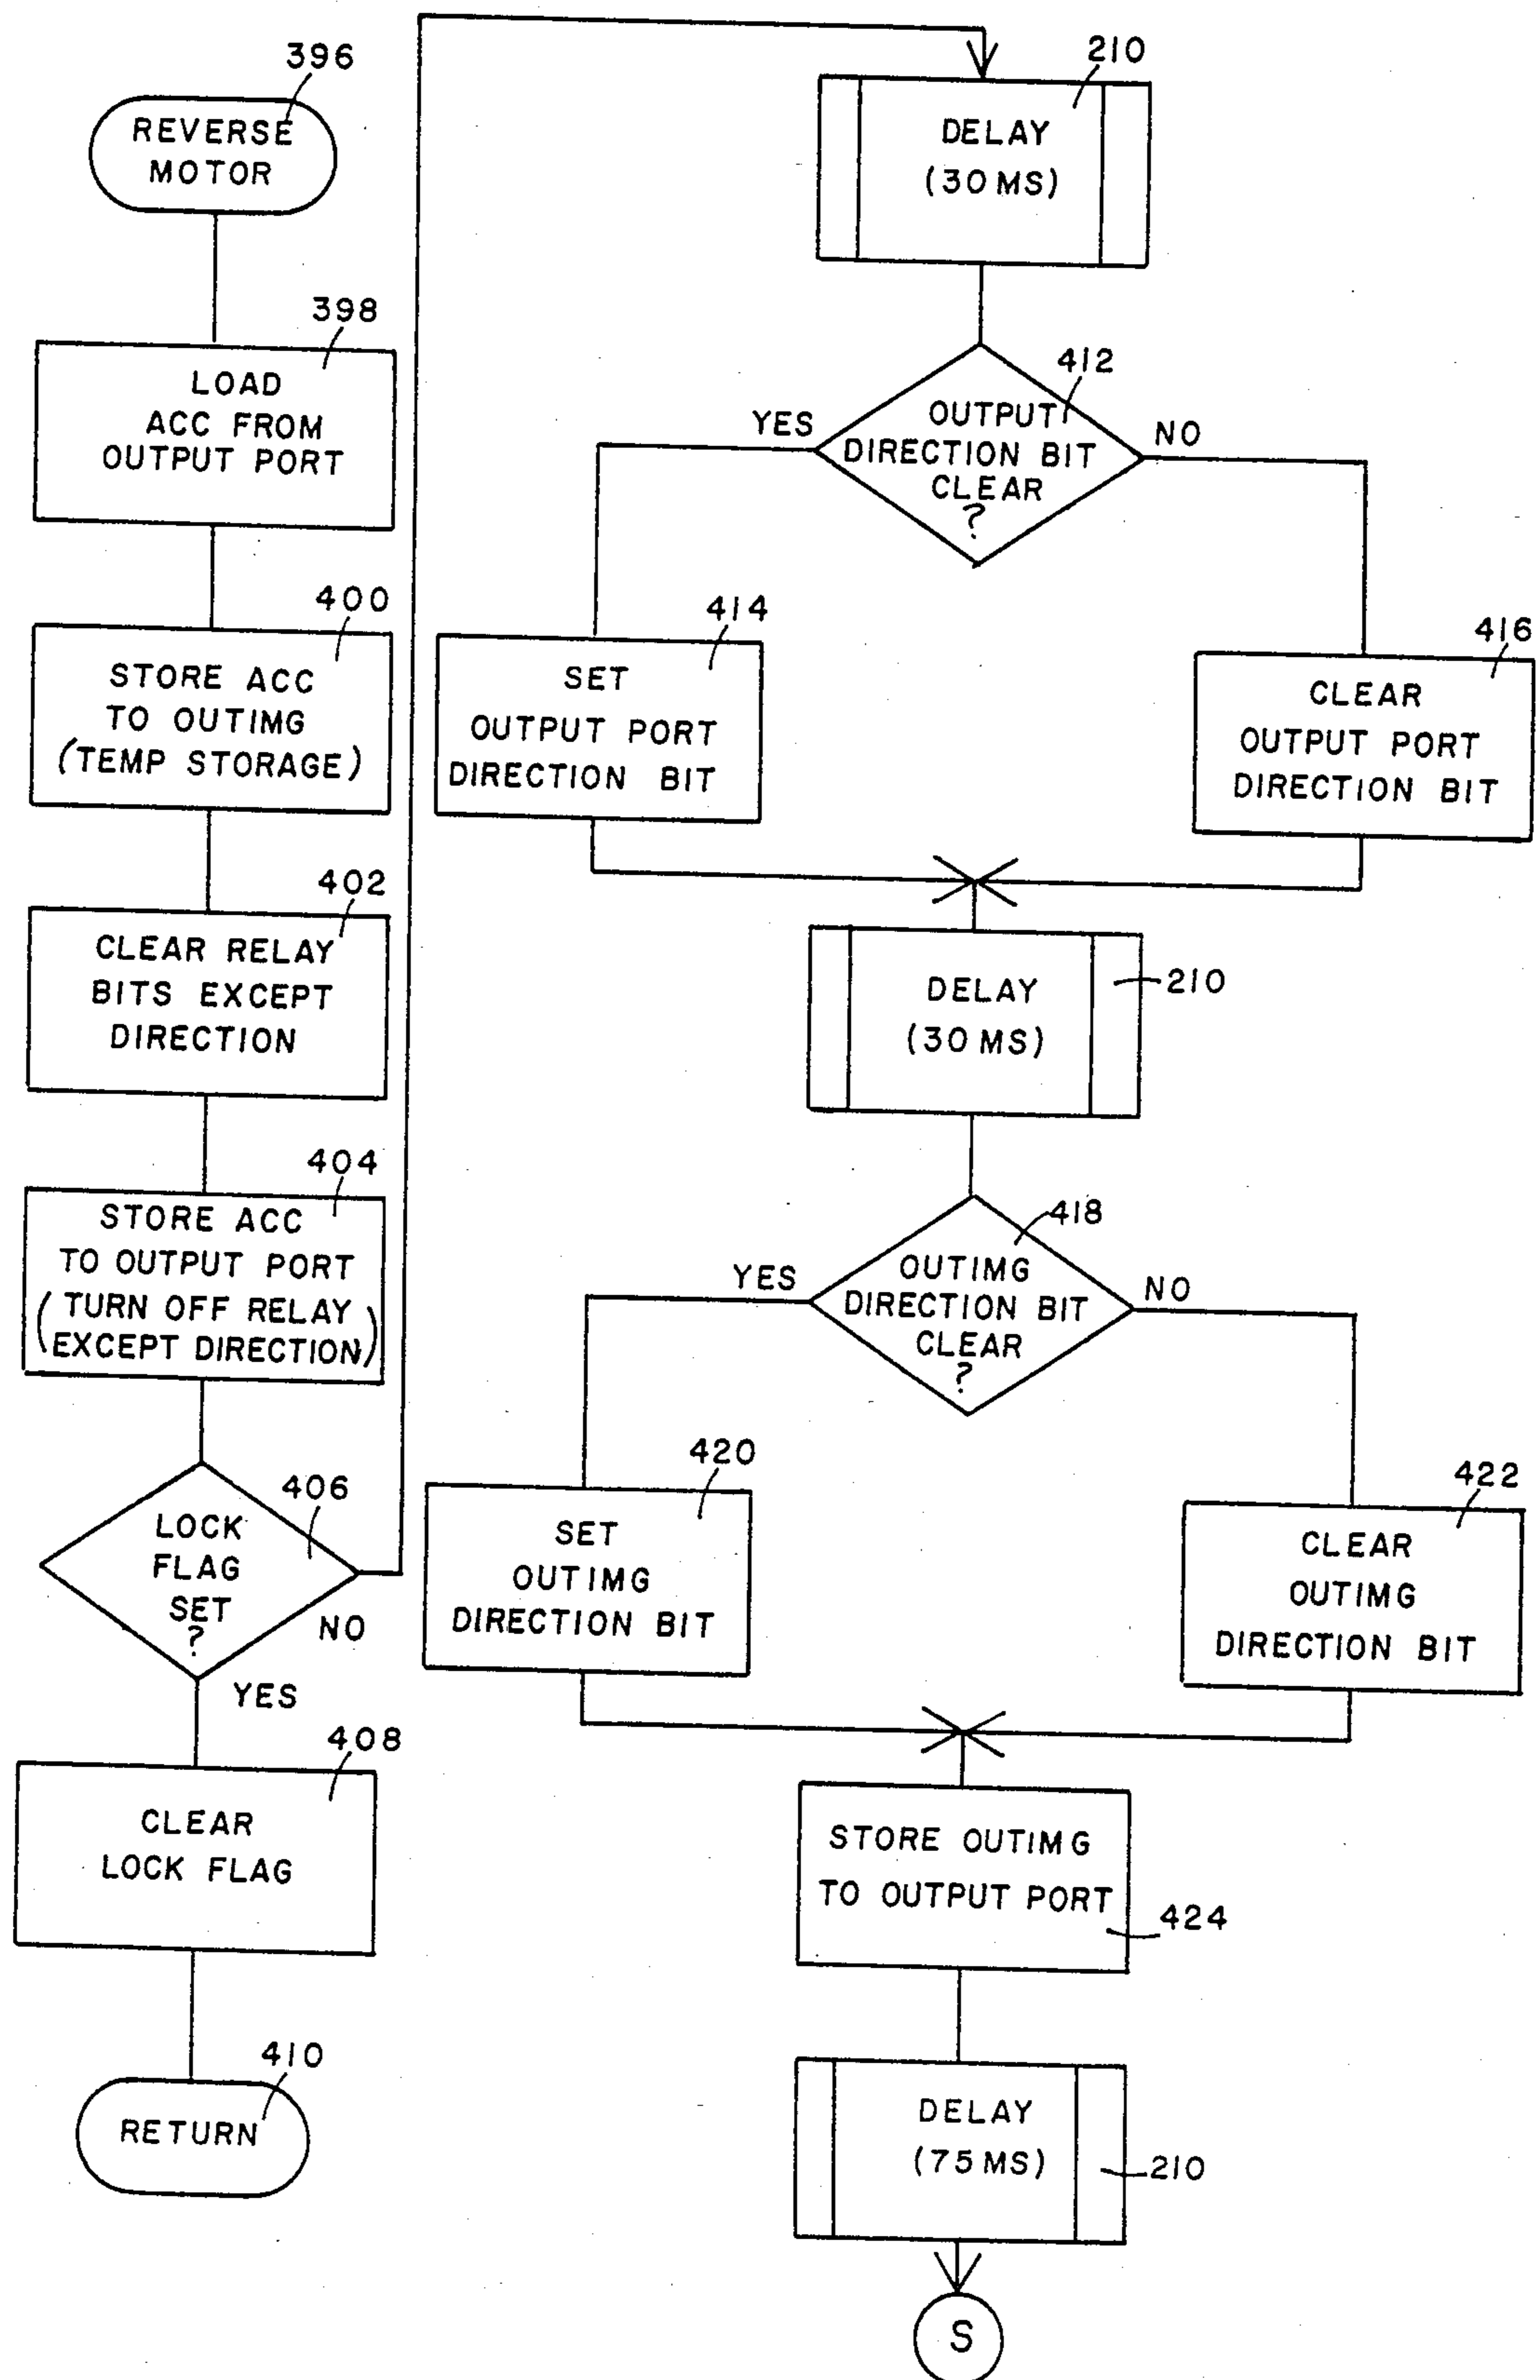 396
REVERSE
MOTOR
398
LOAD
ACC FROM
OUTPUT PORT
400
STORE ACC
TO OUTIMG
(TEMP STORAGE)
402
CLEAR RELAY
BITS EXCEPT
DIRECTION
404
STORE ACC
TO OUTPUT PORT
(TURN OFF RELAY
EXCEPT DIRECTION)
406
LOCK
FLAG
SET
?
NO
YES
408
CLEAR
LOCK FLAG
410
RETURN
210
DELAY
(30 MS)
412
OUTPUT
DIRECTION BIT
CLEAR
?
YES
NO
414
SET
OUTPUT PORT
DIRECTION BIT
416
CLEAR
OUTPUT PORT
DIRECTION BIT
DELAY
(30 MS)
210
418
OUTIMG
DIRECTION BIT
CLEAR
?
YES
NO
420
SET
OUTIMG
DIRECTION BIT
422
CLEAR
OUTIMG
DIRECTION BIT
STORE OUTIMG
TO OUTPUT PORT
424
DELAY
(75 MS)
210
S